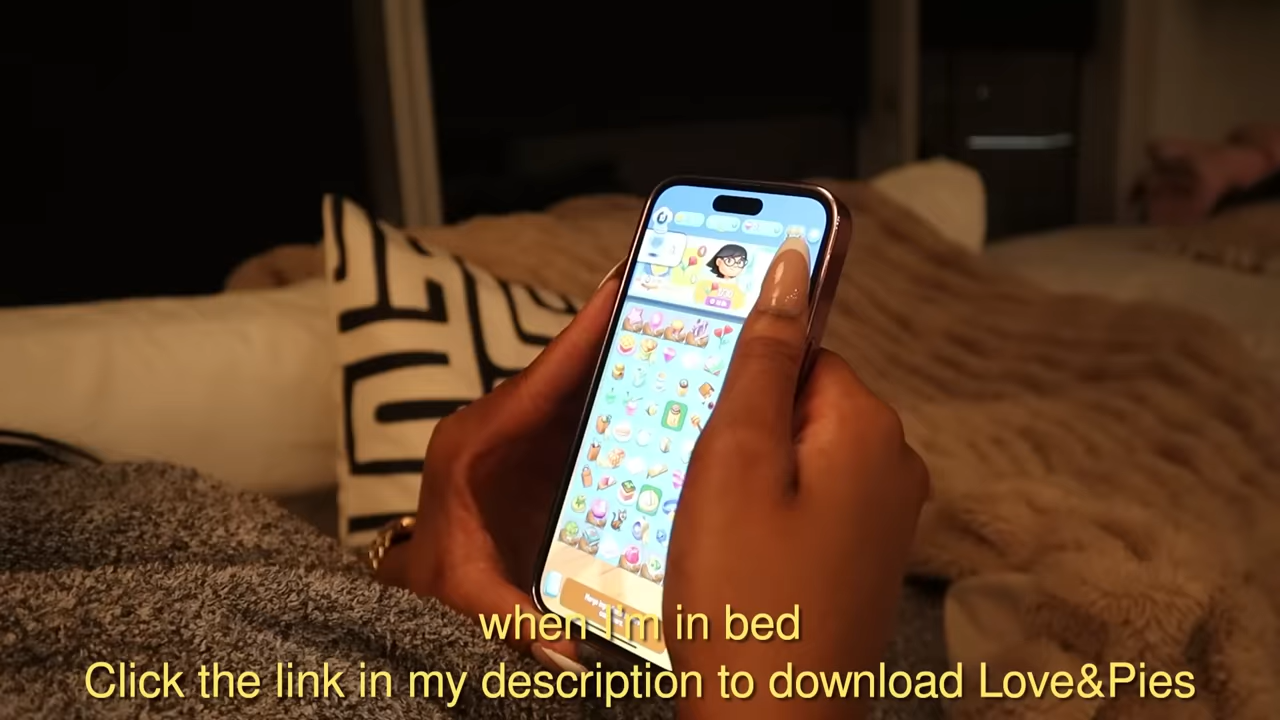 when I'm in bed
Click the link in my description to download Love&Pies